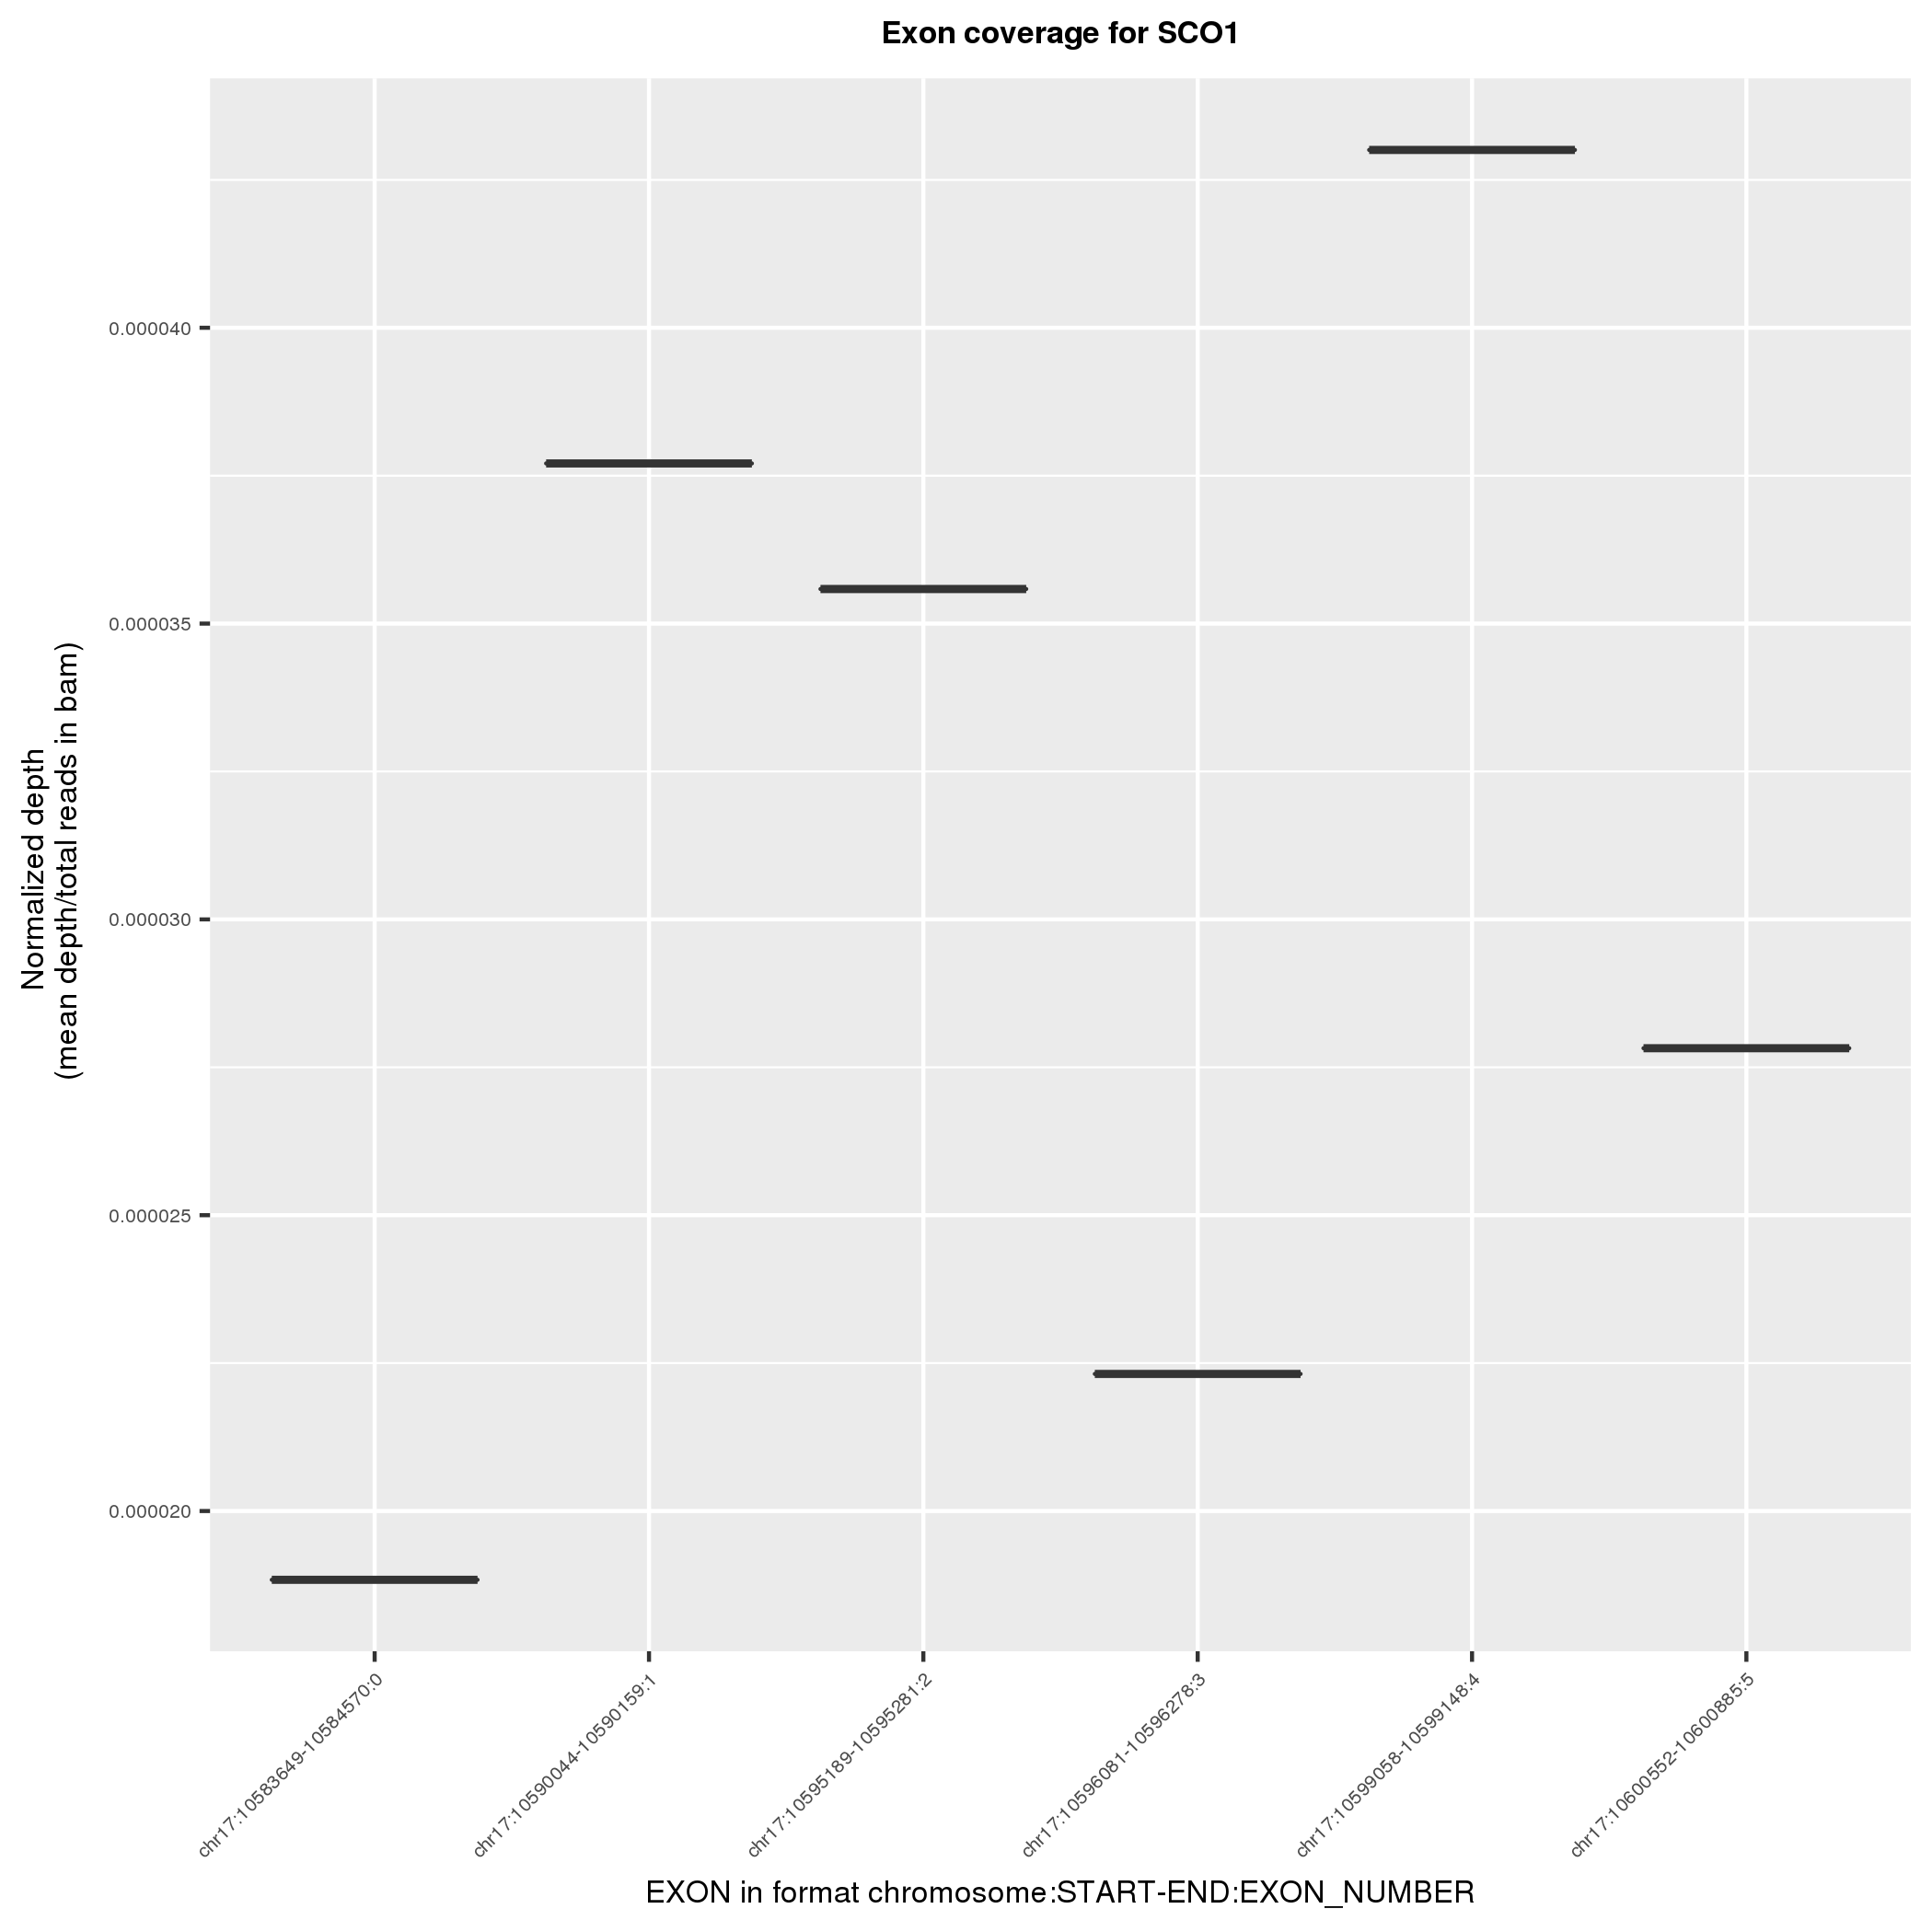 Exon coverage for SCO1
Normalized depth
(mean depth/total reads in bam)
0.000040
0.000035
0.000030
0.000025
0.000020
chr17:10583649-10584570:0
chr17:10590044-10590159:1
chr17:10595189-10595281:2
chr17:10596081-10596278:3
chr17:10599058-10599148:4
chr17:10600552-10600885:5
EXON in format chromosome:START-END:EXON_NUMBER